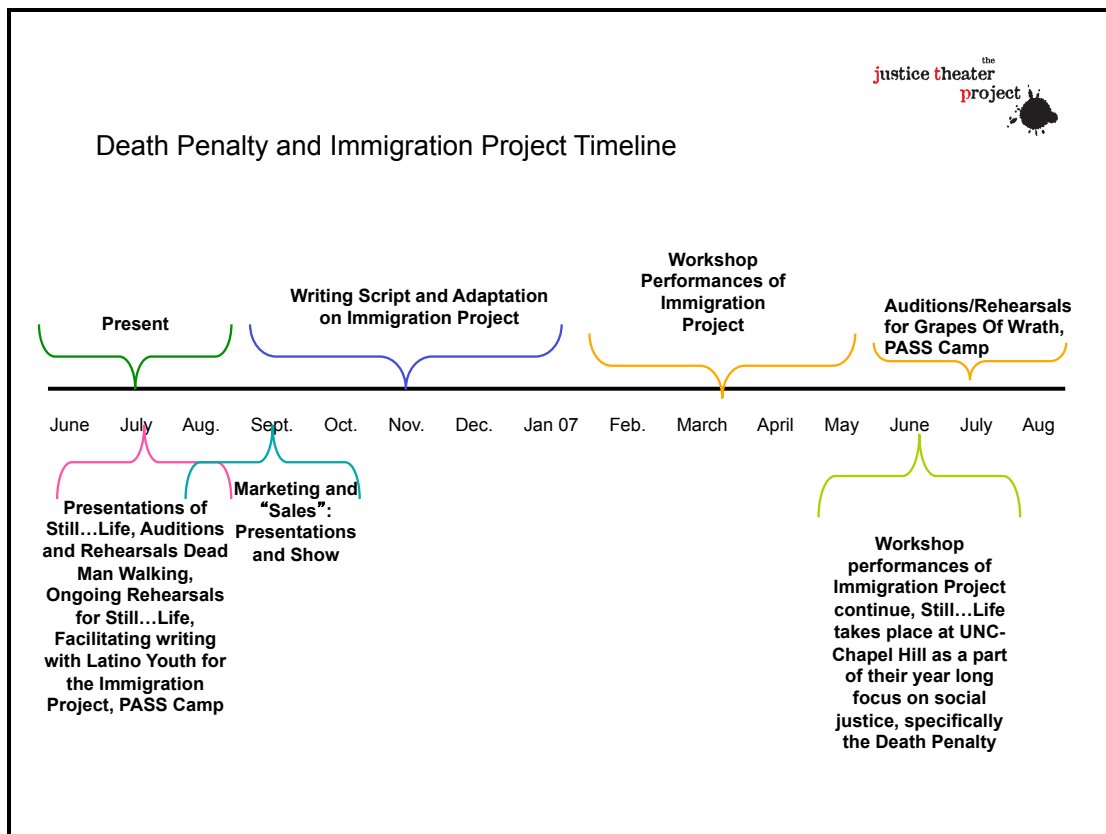 the
justice theater
project
Death Penalty and Immigration Project Timeline
Present
Writing Script and Adaptation
on Immigration Project
Workshop
Performances of
Immigration
Project
Auditions/Rehearsals
for Grapes Of Wrath,
PASS Camp
June July Aug. Sept. Oct. Nov. Dec. Jan 07 Feb. March April May June July Aug
Presentations of
Still…Life, Auditions
and Rehearsals Dead
Man Walking,
Ongoing Rehearsals
for Still…Life,
Facilitating writing
with Latino Youth for
the Immigration
Project, PASS Camp
Marketing and
“Sales”:
Presentations
and Show
Workshop
performances of
Immigration Project
continue, Still…Life
takes place at UNC-
Chapel Hill as a part
of their year long
focus on social
justice, specifically
the Death Penalty